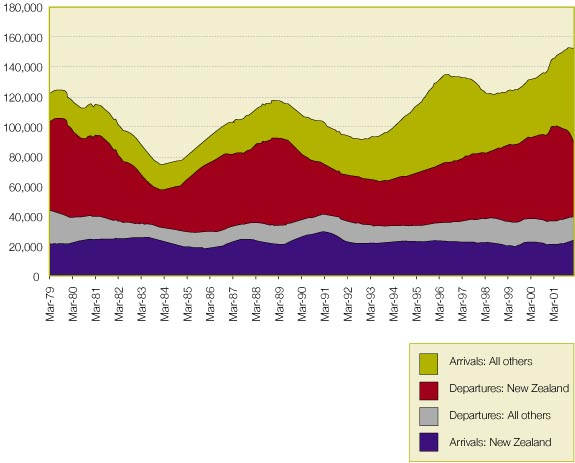 180,000
160,000
140,000
120,000
100,000
80,000
60,000
40,000
20,000
0
Mar-79
Mar-80
Mar-81
Mar-82
Mar-83
Mar-84
Mar-85
Mar-86
Mar-87
Mar-88
Mar-89
Mar-90
Mar-91
Mar-92
Mar-93
Mar-94
Mar-95
Mar-96
Mar-97
Mar-98
Mar-99
Mar-00
Mar-01
Arrivals: All others
Departures: New Zealand
Departures: All others
Arrivals: New Zealand